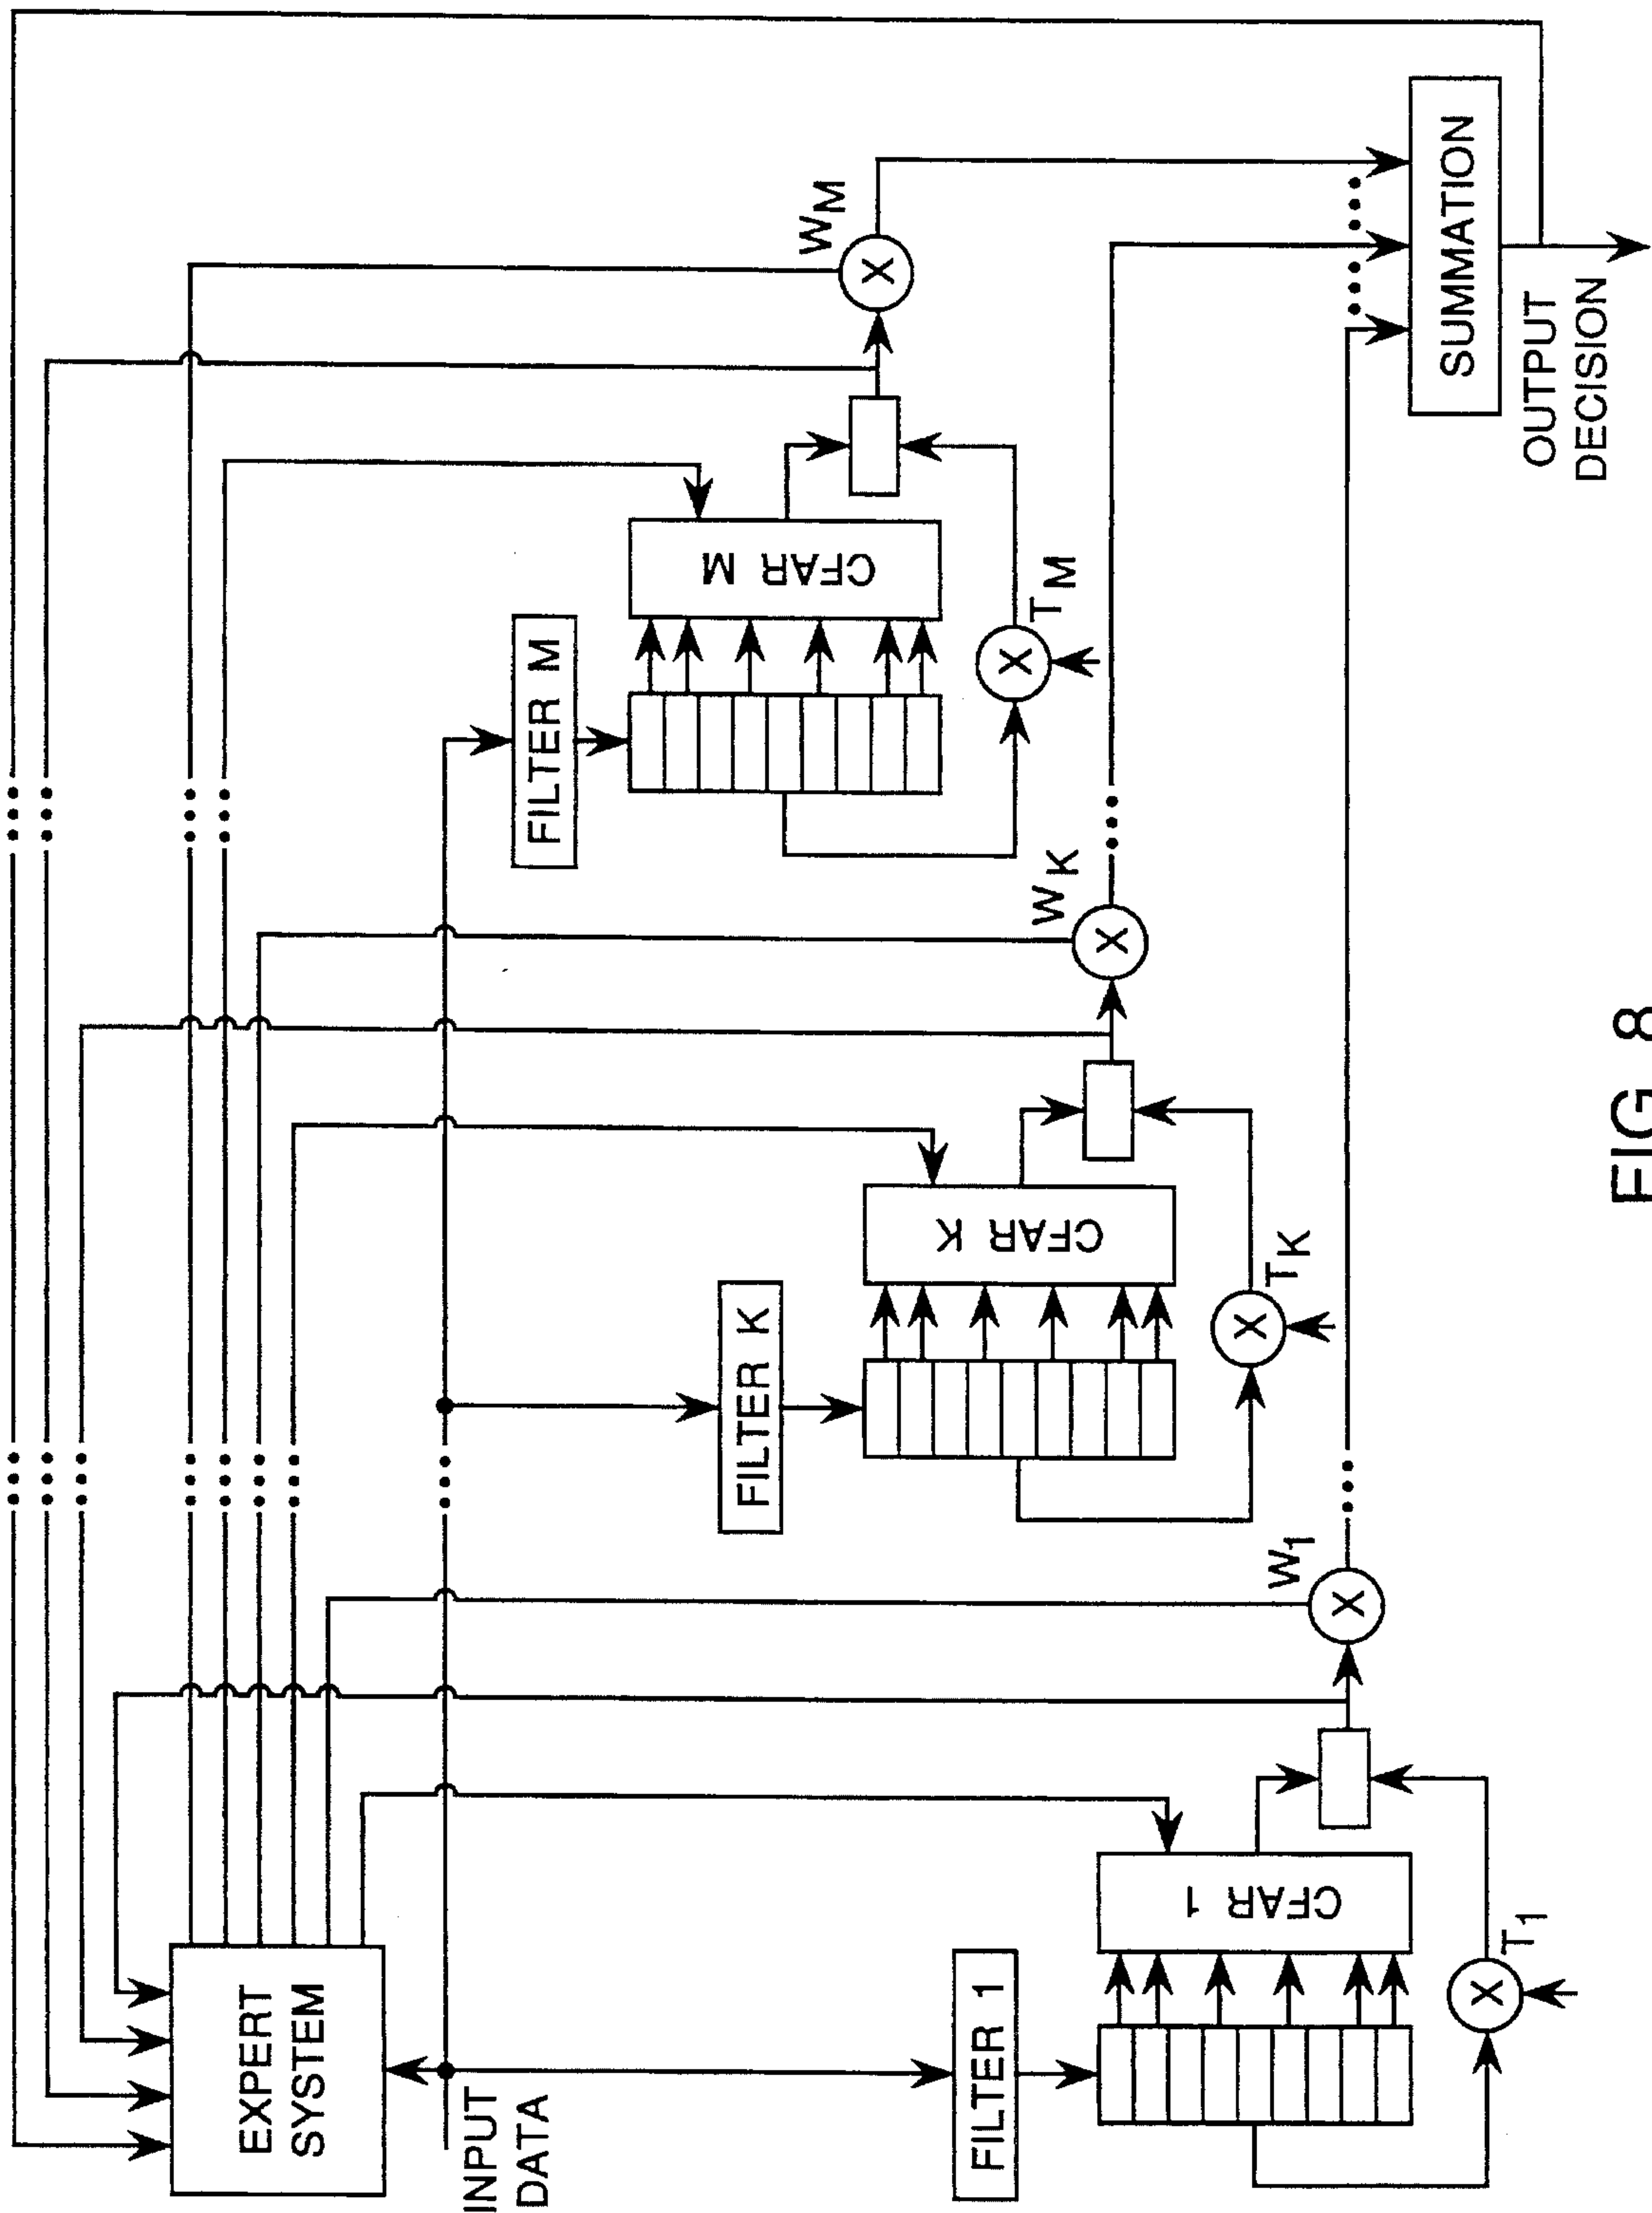 EXPERT
SYSTEM
INPUT
DATA
FILTER 1
CFAR 1
T1
X
W1
X
FILTER K
CFAR K
TK
X
WK
X
FILTER M
CFAR M
TM
X
WM
X
SUMMATION
OUTPUT
DECISION
FIG. 8